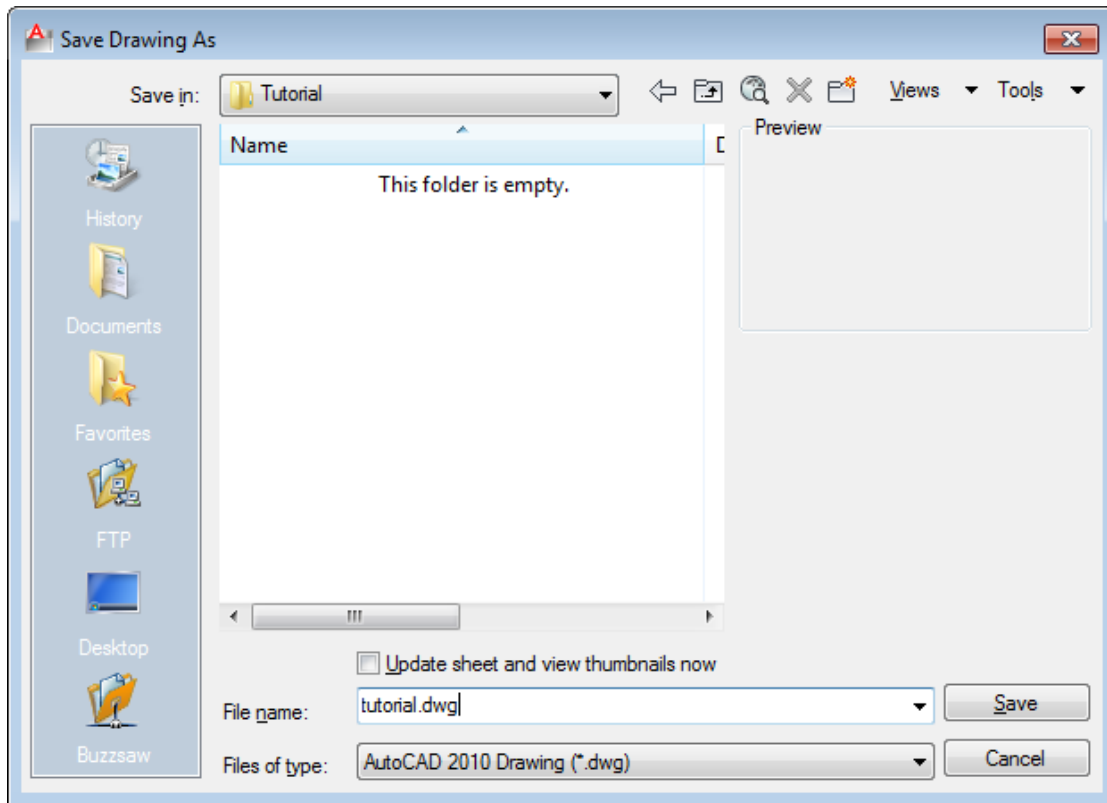 Save Drawing As
Save in: Tutorial Views Tools
Name D Preview
This folder is empty.
History
Documents
Favorites
FTP
Desktop
Buzzsaw
Update sheet and view thumbnails now
File name: tutorial.dwg Save
Files of type: AutoCAD 2010 Drawing (*.dwg) Cancel